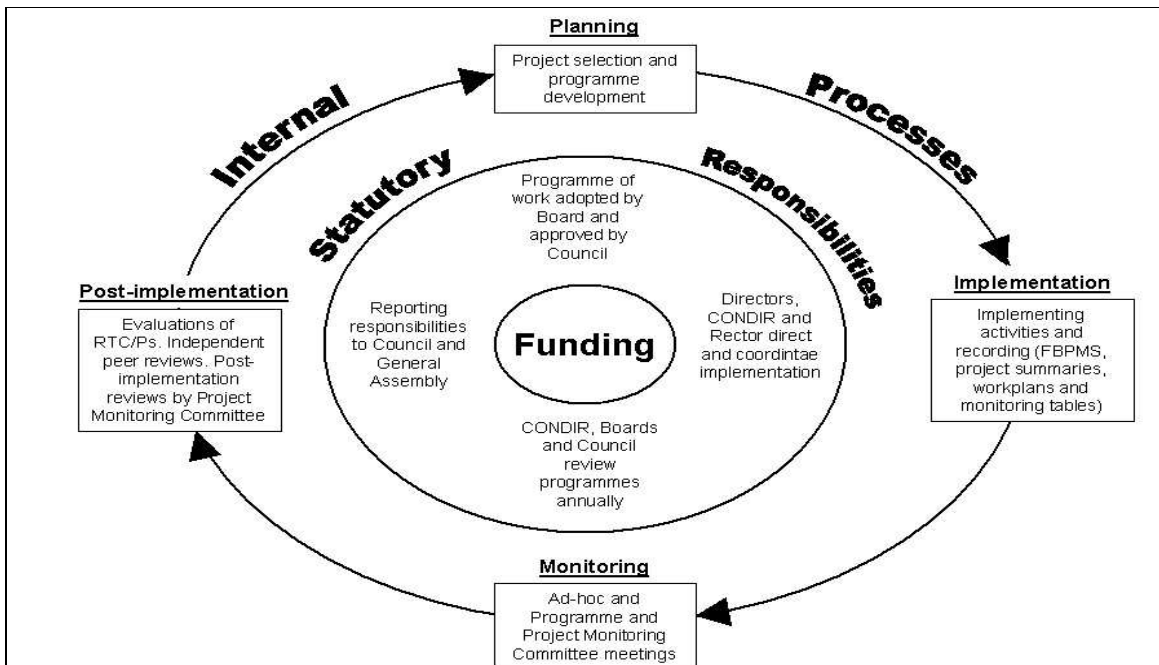 Planning
Project selection and
programme
development
Internal
Processes
Statutory
Responsibilities
Programme of
work adopted by
Board and
approved by
Council
Post-implementation
Evaluations of
RTC/Ps. Independent
peer reviews. Post-
implementation
reviews by Project
Monitoring Committee
Reporting
responsibilities
to Council and
General
Assembly
Funding
Directors,
CONDIR and
Rector direct
and coordintae
implementation
Implementation
Implementing
activities and
recording (FBPMS,
project summaries,
workplans and
monitoring tables)
CONDIR, Boards
and Council
review
programmes
annually
Monitoring
Ad-hoc and
Programme and
Project Monitoring
Committee meetings